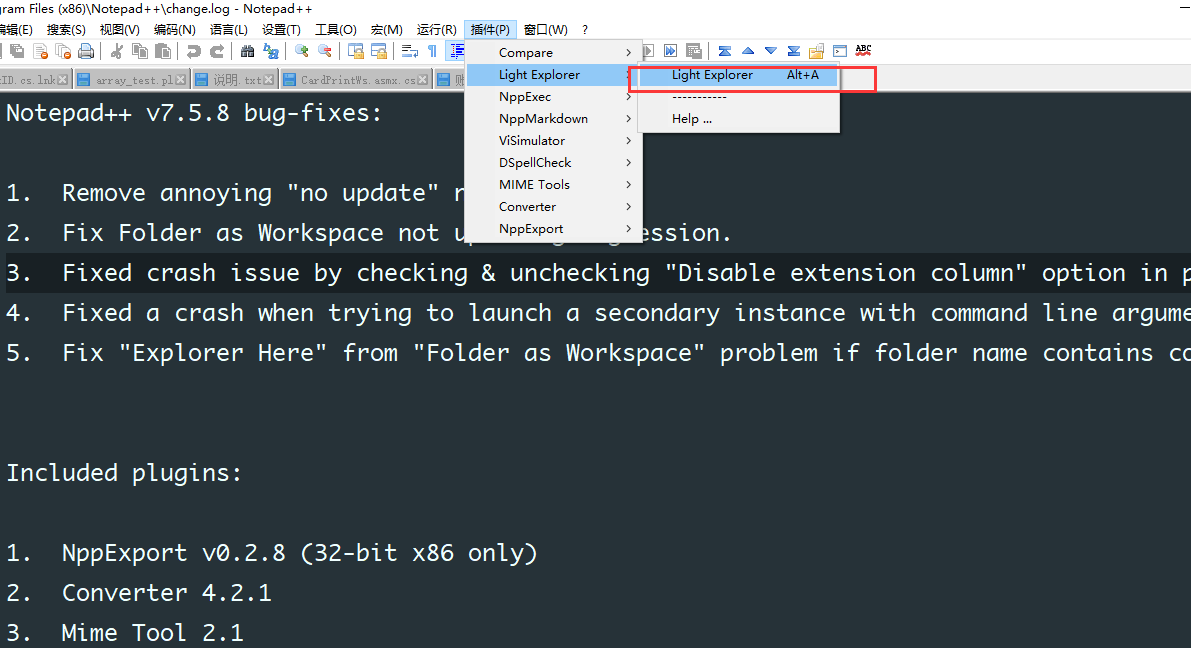 gram Files (x86)\Notepad++\change.log - Notepad++
编辑(E) 搜索(S) 视图(V) 编码(N) 语言(L) 设置(T) 工具(O) 宏(M) 运行(R) 插件(P) 窗口(W) ?
ABC
ID.cs.lnk array_test.pl 说明.txt CardPrintWs.asmx.cs 账
Compare
Light Explorer
Light Explorer Alt+A
NppExec
-----------
NppMarkdown
Help ...
ViSimulator
DSpellCheck
MIME Tools
Converter
NppExport
Notepad++ v7.5.8 bug-fixes:
1. Remove annoying "no update"
2. Fix Folder as Workspace not
3. Fixed crash issue by checking & unchecking "Disable extension column" option in p
4. Fixed a crash when trying to launch a secondary instance with command line argume
5. Fix "Explorer Here" from "Folder as Workspace" problem if folder name contains co
Included plugins:
1. NppExport v0.2.8 (32-bit x86 only)
2. Converter 4.2.1
3. Mime Tool 2.1